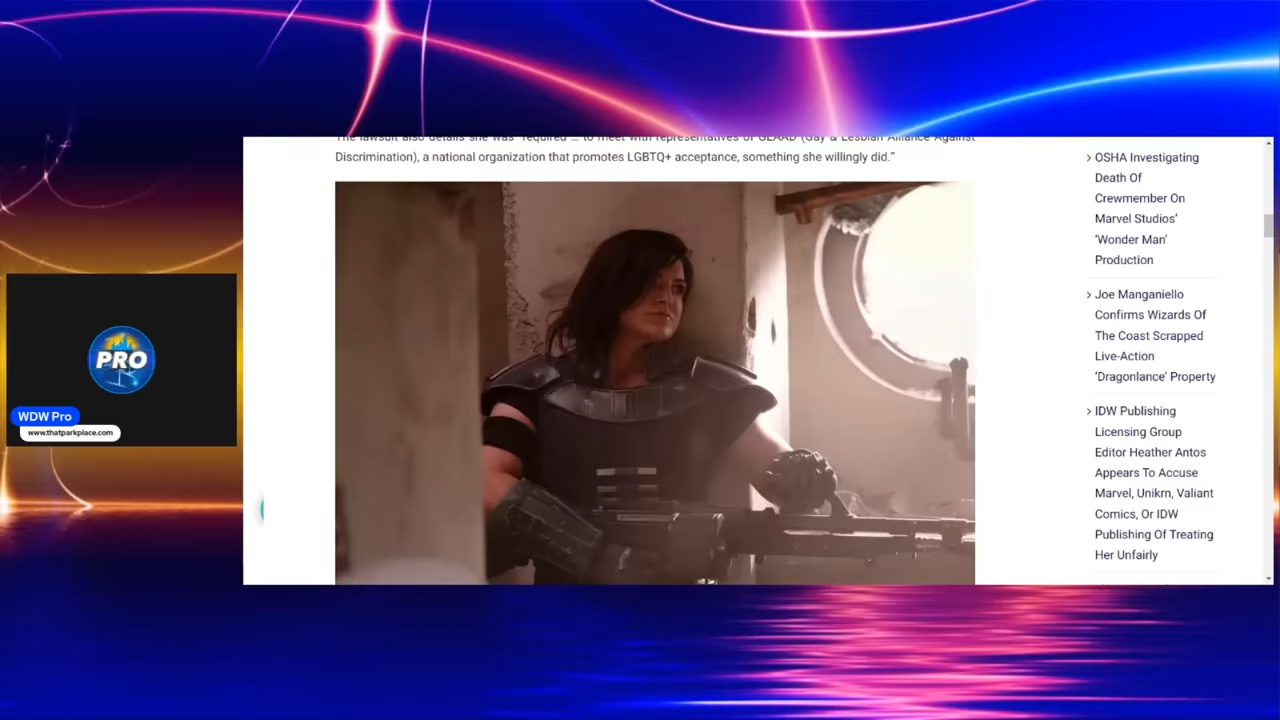 The lawsuit also details she was "required ... to meet with representatives of GLAAD (Gay & Lesbian Alliance Against
Discrimination), a national organization that promotes LGBTQ+ acceptance, something she willingly did."
OSHA Investigating
Death Of
Crewmember On
Marvel Studios'
'Wonder Man'
Production
Joe Manganiello
Confirms Wizards Of
The Coast Scrapped
Live-Action
'Dragonlance' Property
IDW Publishing
Licensing Group
Editor Heather Antos
Appears To Accuse
Marvel, Unikrn, Valiant
Comics, Or IDW
Publishing Of Treating
Her Unfairly
PRO
WDW Pro
www.thatparkplace.com